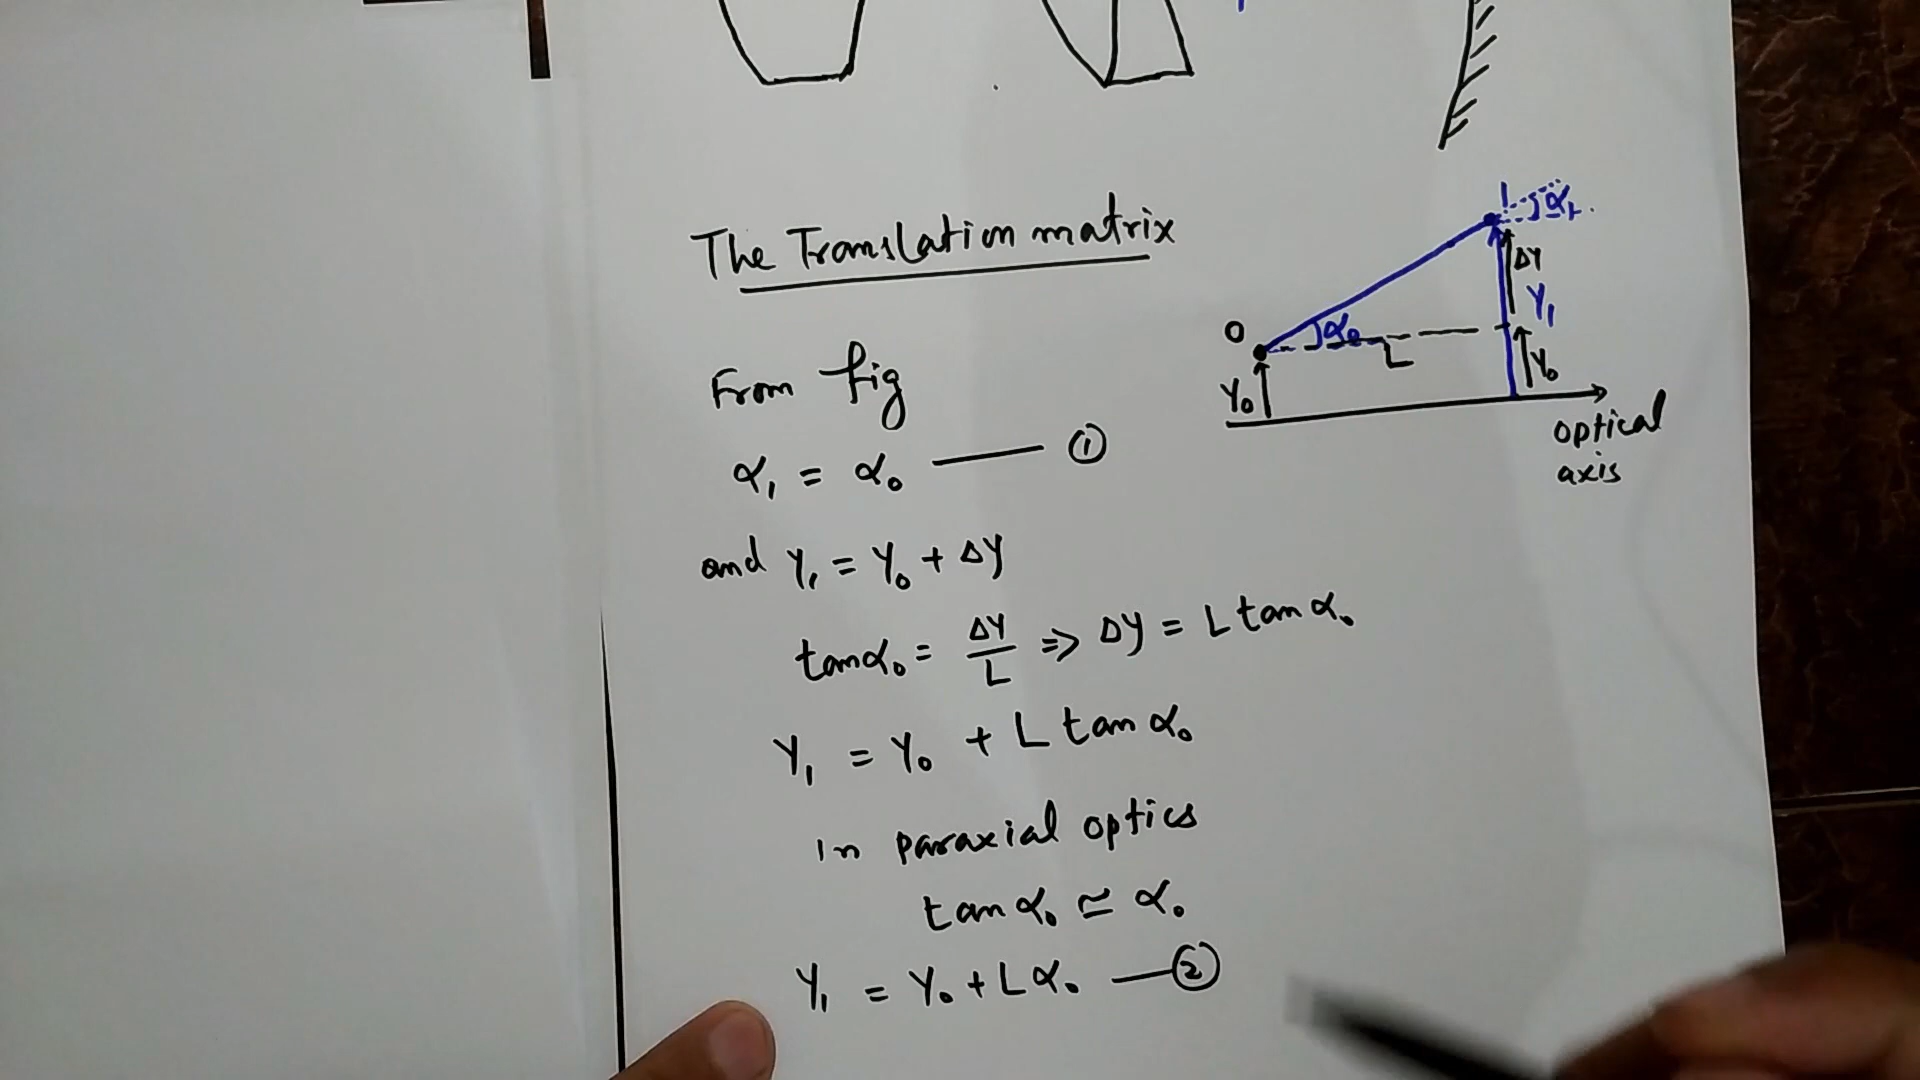 The Translation matrix
1 α1
ΔY
Y1
O
α0
L
Y0
Y0
optical
axis
From fig
α1 = α0 —— ①
and Y1 = Y0 + ΔY
tanα0 = ΔY/L => ΔY = L tan α0
Y1 = Y0 + L tan α0
In paraxial optics
tan α0 ≃ α0
Y1 = Y0 + Lα0 —②